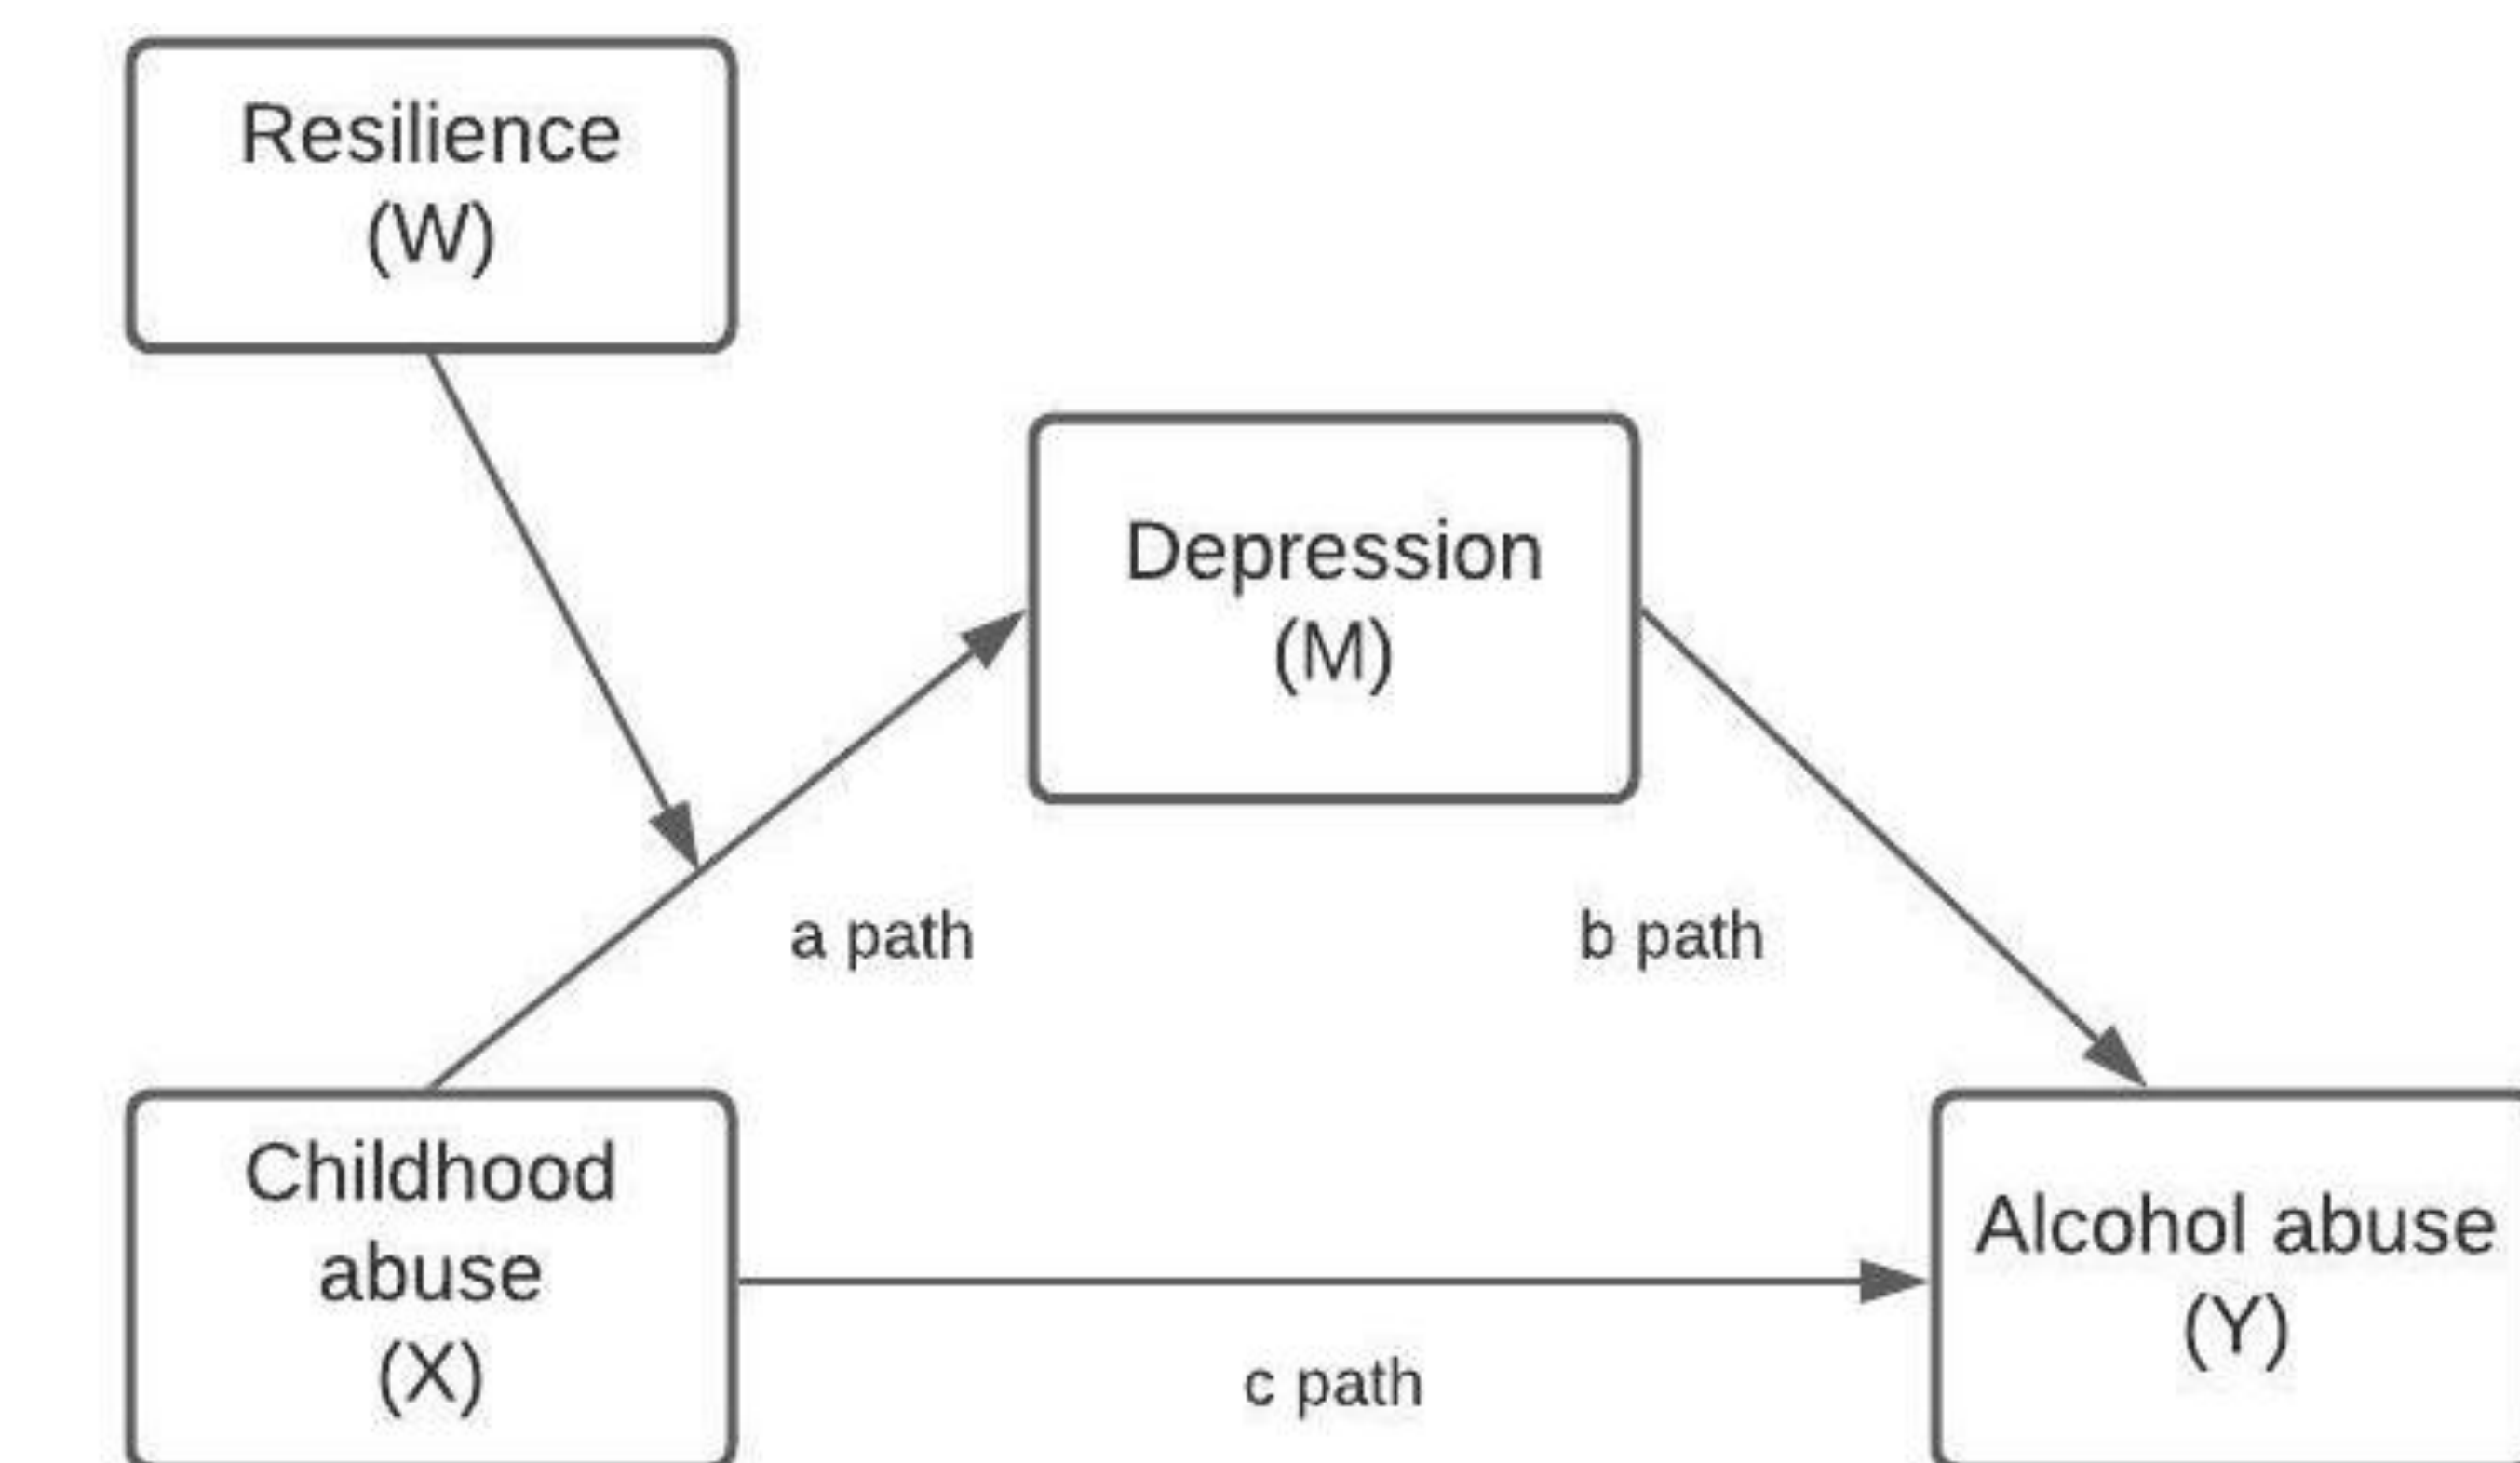 Resilience
(W)
Depression
(M)
a path
b path
Childhood
abuse
(X)
Alcohol abuse
(Y)
c path